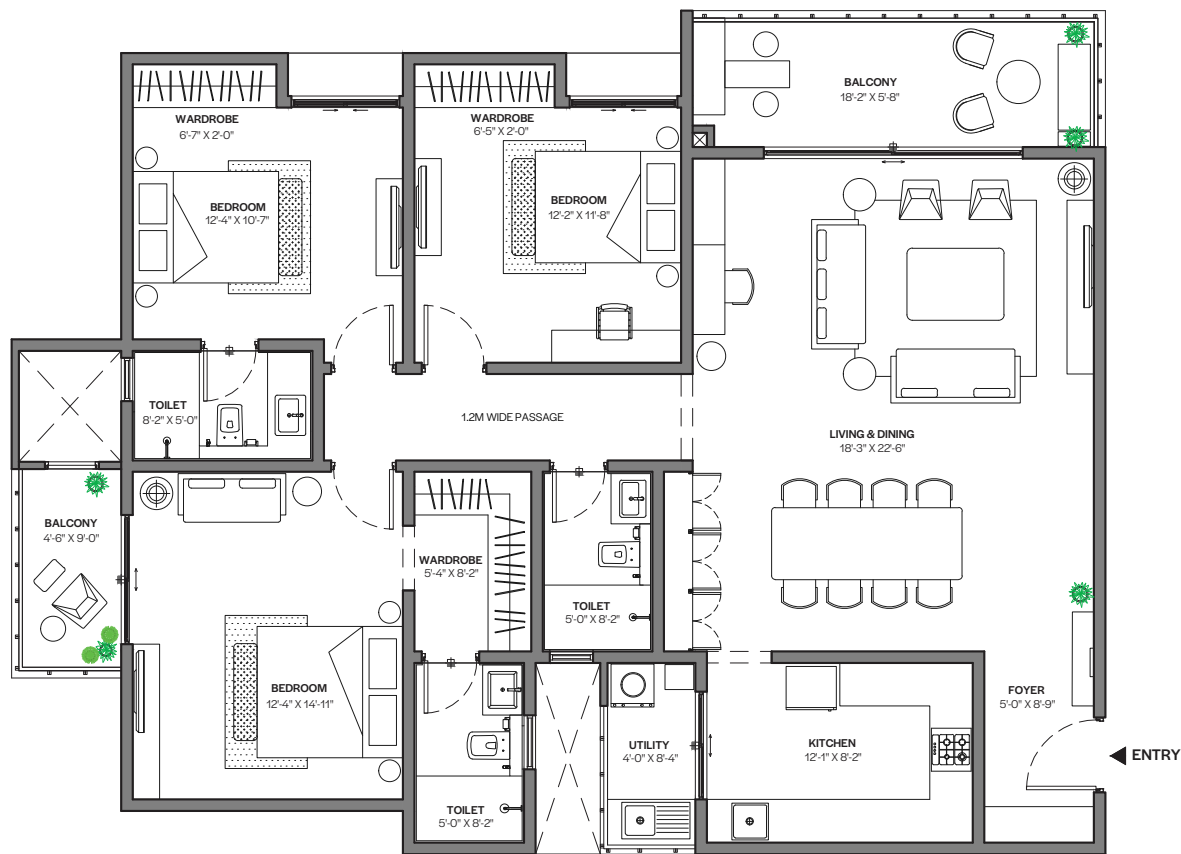 BALCONY
18'-2" X 5'-8"
WARDROBE
6'-7" X 2'-0"
WARDROBE
6'-5" X 2'-0"
BEDROOM
12'-4" X 10'-7"
BEDROOM
12'-2" X 11'-8"
TOILET
8'-2" X 5'-0"
1.2M WIDE PASSAGE
LIVING & DINING
18'-3" X 22'-6"
BALCONY
4'-6" X 9'-0"
WARDROBE
5'-4" X 8'-2"
TOILET
5'-0" X 8'-2"
BEDROOM
12'-4" X 14'-11"
FOYER
5'-0" X 8'-9"
UTILITY
4'-0" X 8'-4"
KITCHEN
12'-1" X 8'-2"
ENTRY
TOILET
5'-0" X 8'-2"